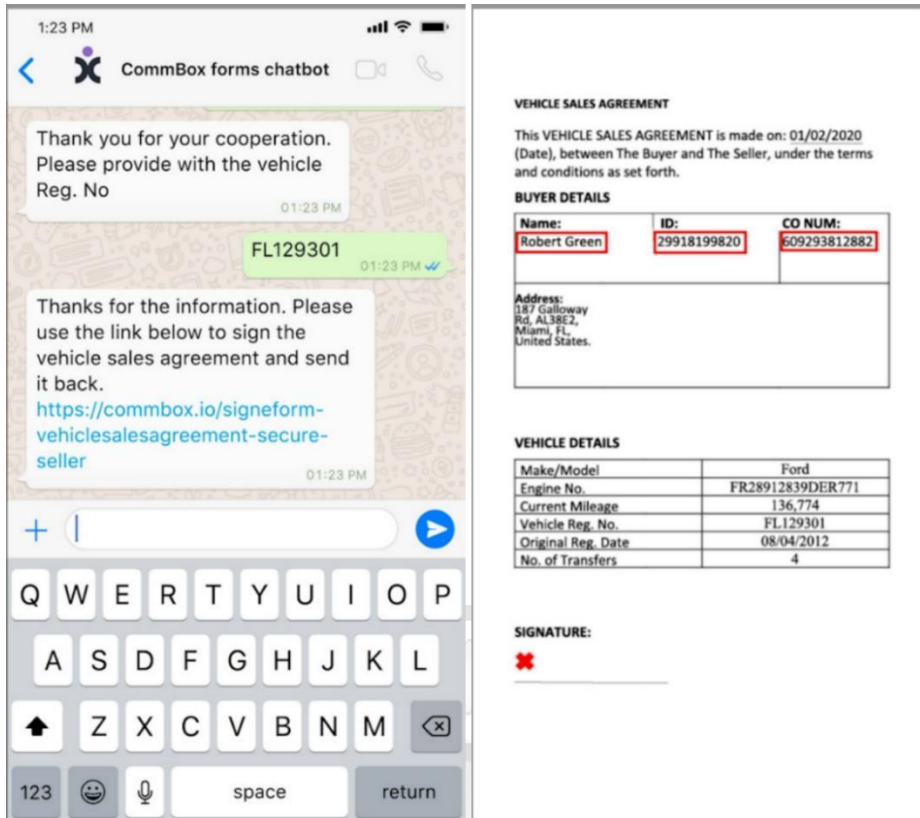 1:23 PM
CommBox forms chatbot
Thank you for your cooperation.
Please provide with the vehicle
Reg. No
01:23 PM
FL129301
01:23 PM
Thanks for the information. Please
use the link below to sign the
vehicle sales agreement and send
it back.
https://commbox.io/signeform-
vehiclesalesagreement-secure-
seller
01:23 PM
Q W E R T Y U I O P
A S D F G H J K L
Z X C V B N M
123 space return
VEHICLE SALES AGREEMENT
This VEHICLE SALES AGREEMENT is made on: 01/02/2020
(Date), between The Buyer and The Seller, under the terms
and conditions as set forth.
BUYER DETAILS
Name: ID: CO NUM:
Robert Green 29918199820 609293812882
Address:
187 Galloway
Rd, AL38E2,
Miami, FL,
United States.
VEHICLE DETAILS
Make/Model Ford
Engine No. FR28912839DER771
Current Mileage 136,774
Vehicle Reg. No. FL129301
Original Reg. Date 08/04/2012
No. of Transfers 4
SIGNATURE: